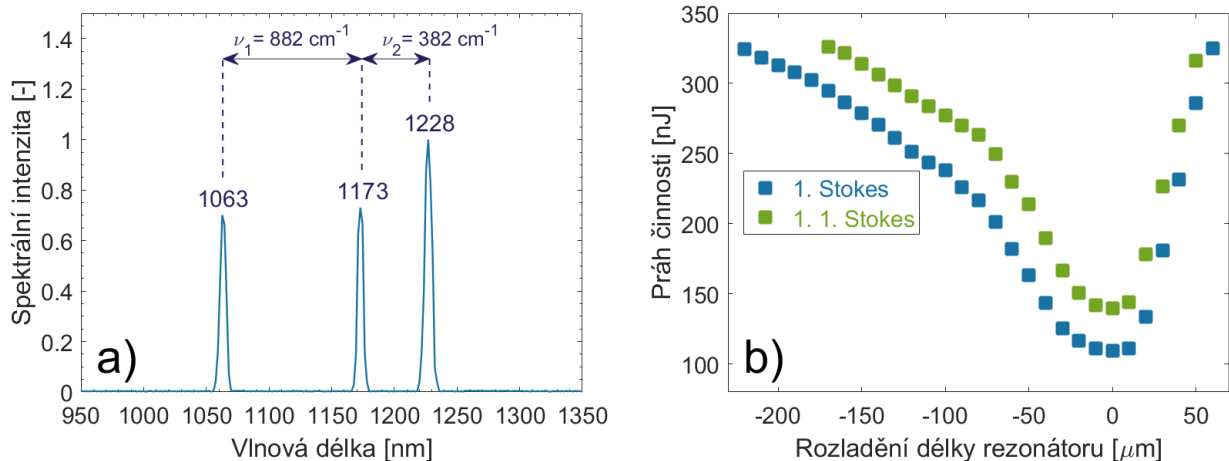 ν₁= 882 cm⁻¹ ν₂= 382 cm⁻¹
1063
1173
1228
1.4
1.2
1
0.8
0.6
0.4
0.2
0
950 1000 1050 1100 1150 1200 1250 1300 1350
Spektrální intenzita [-]
Vlnová délka [nm]
a)
350
300
250
200
150
100
-200 -150 -100 -50 0 50
Práh činnosti [nJ]
Rozladění délky rezonátoru [μm]
1. Stokes
1. 1. Stokes
b)